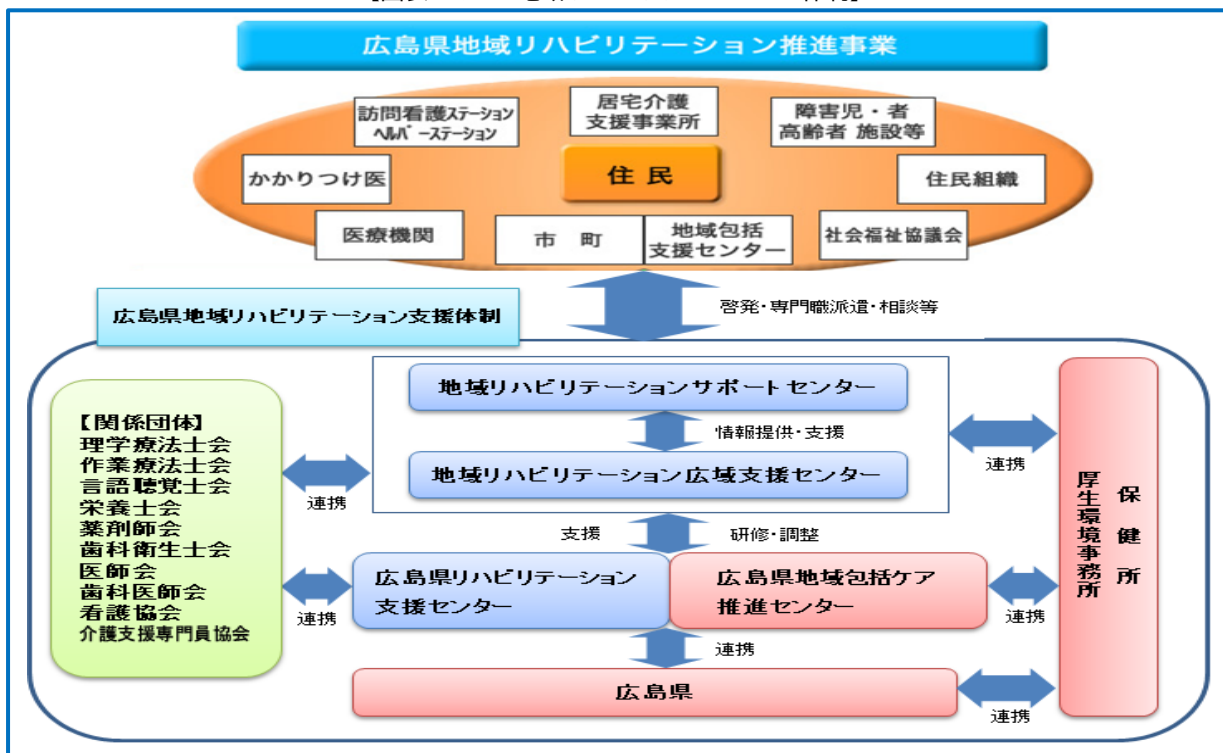 広島県地域リハビリテーション推進事業
訪問看護ステーション
ヘルパーステーション
居宅介護
支援事業所
障害児・者
高齢者 施設等
かかりつけ医
住民
住民組織
医療機関
市 町
地域包括
支援センター
社会福祉協議会
広島県地域リハビリテーション支援体制
啓発・専門職派遣・相談等
地域リハビリテーションサポートセンター
情報提供・支援
地域リハビリテーション広域支援センター
【関係団体】
理学療法士会
作業療法士会
言語聴覚士会
栄養士会
薬剤師会
歯科衛生士会
医師会
歯科医師会
看護協会
介護支援専門員協会
連携
連携
支援
研修・調整
広島県リハビリテーション
支援センター
広島県地域包括ケア
推進センター
連携
連携
連携
広島県
連携
厚生環境事務所
保健所